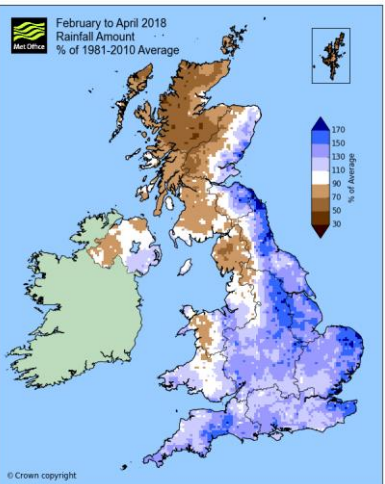 Met Office
February to April 2018
Rainfall Amount
% of 1981-2010 Average
170
150
130
110
90
70
50
30
% of Average
© Crown copyright